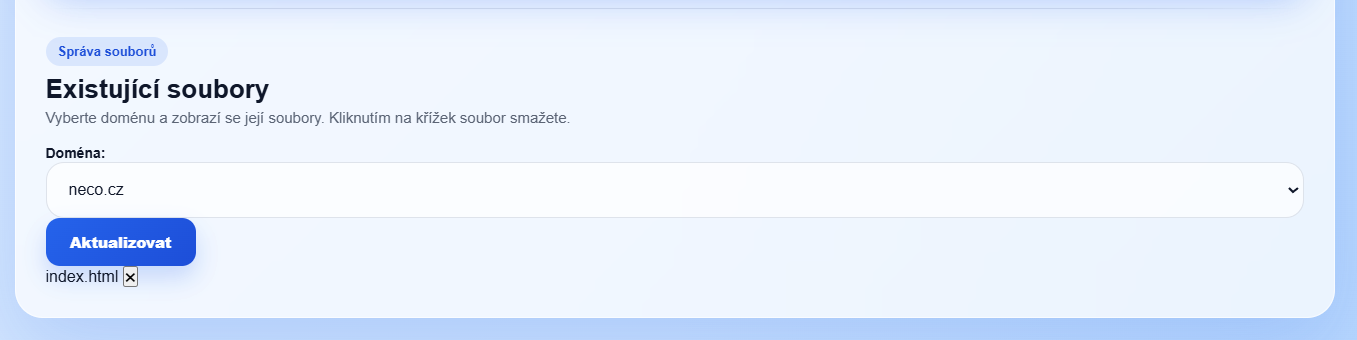 Správa souborů
Existující soubory
Vyberte doménu a zobrazí se její soubory. Kliknutím na křížek soubor smažete.
Doména:
neco.cz
Aktualizovat
index.html ×